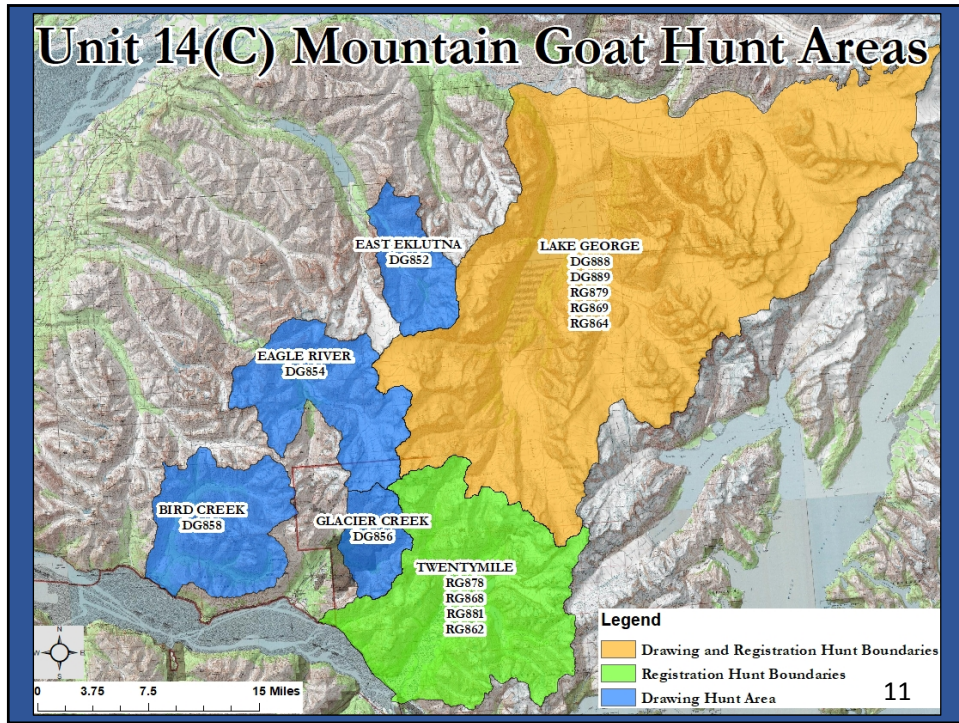 Unit 14(C) Mountain Goat Hunt Areas
EAST EKLUTNA
DG852
LAKE GEORGE
DG888
DG889
RG879
RG869
RG864
EAGLE RIVER
DG854
BIRD CREEK
DG858
GLACIER CREEK
DG856
TWENTYMILE
RG878
RG868
RG881
RG862
Legend
Drawing and Registration Hunt Boundaries
Registration Hunt Boundaries
Drawing Hunt Area
N
W E
S
0 3.75 7.5 15 Miles
11